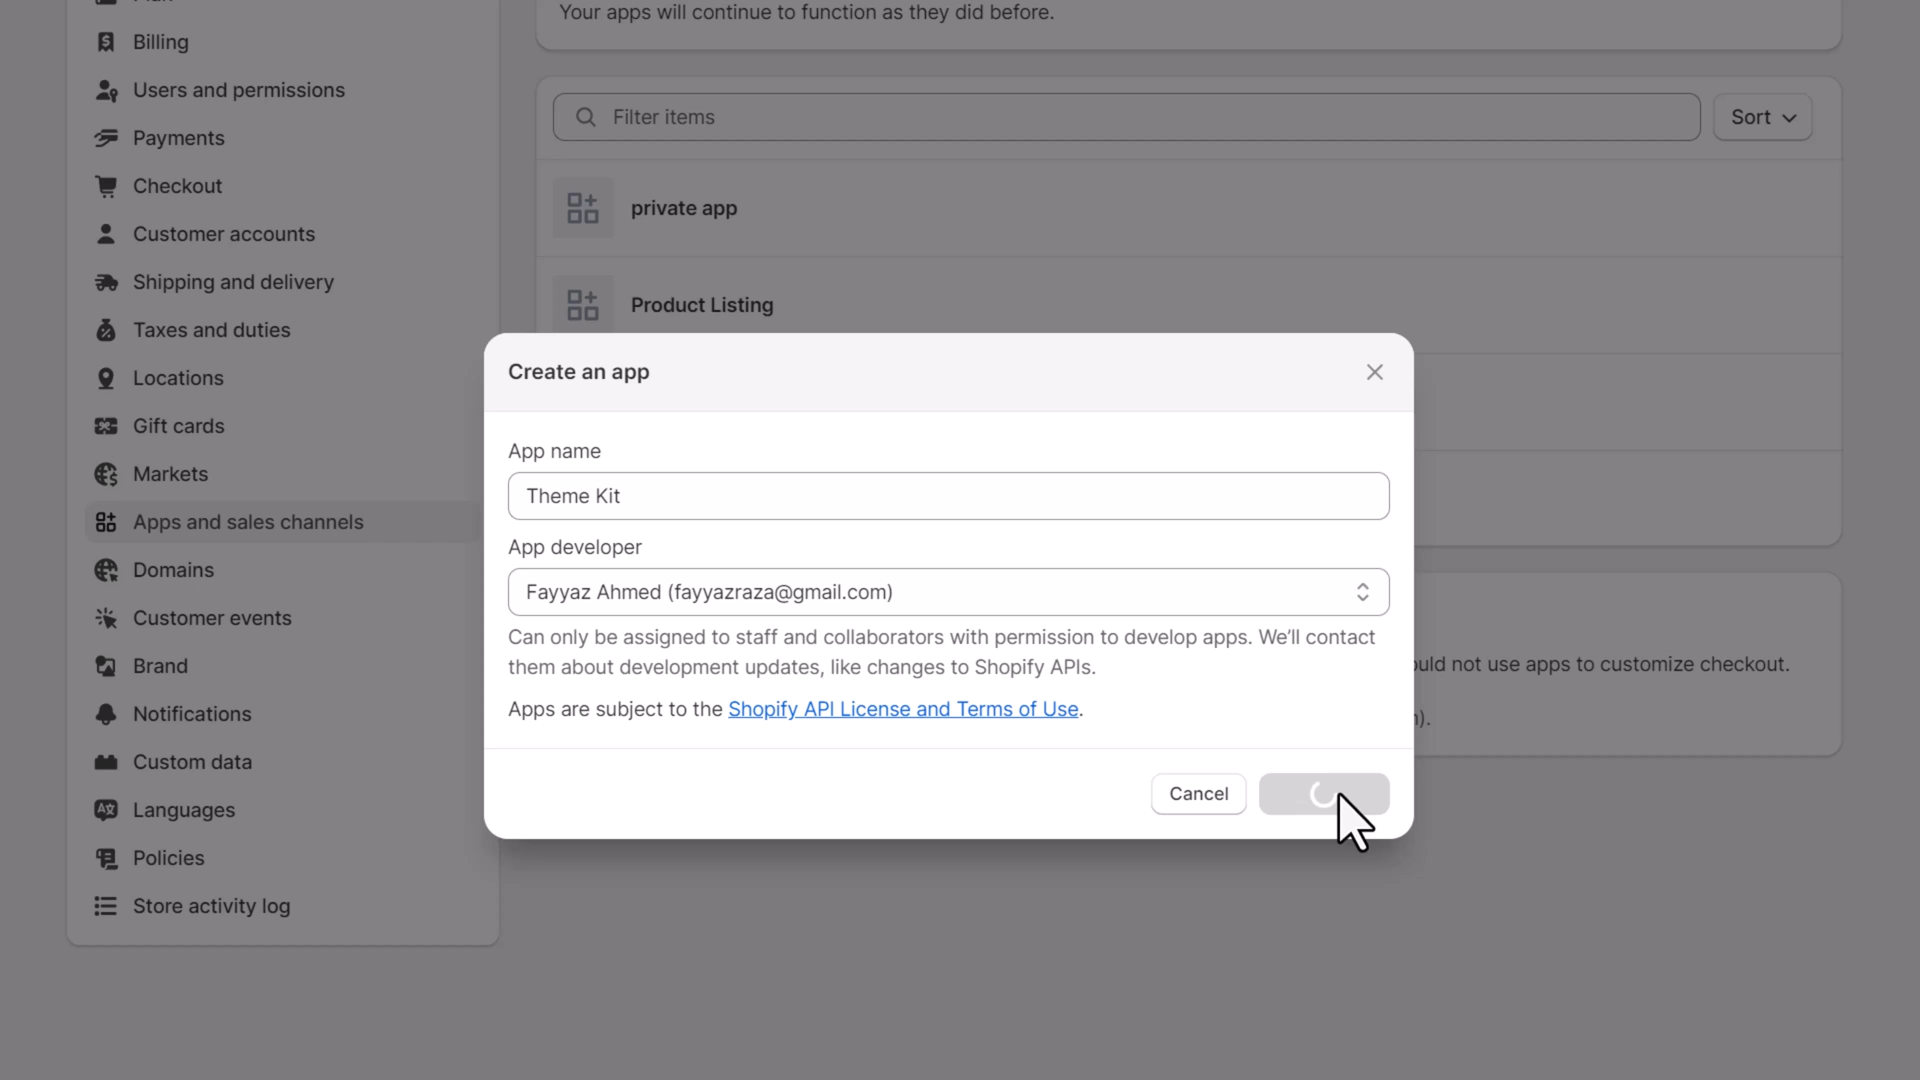 Billing
Users and permissions
Payments
Checkout
Customer accounts
Shipping and delivery
Taxes and duties
Locations
Gift cards
Markets
Apps and sales channels
Domains
Customer events
Brand
Notifications
Custom data
Languages
Policies
Store activity log
Your apps will continue to function as they did before.
Filter items
Sort
private app
Product Listing
Create an app
App name
Theme Kit
App developer
Fayyaz Ahmed (fayyazraza@gmail.com)
Can only be assigned to staff and collaborators with permission to develop apps. We’ll contact
them about development updates, like changes to Shopify APIs.
Apps are subject to the Shopify API License and Terms of Use.
Cancel
not use apps to customize checkout.